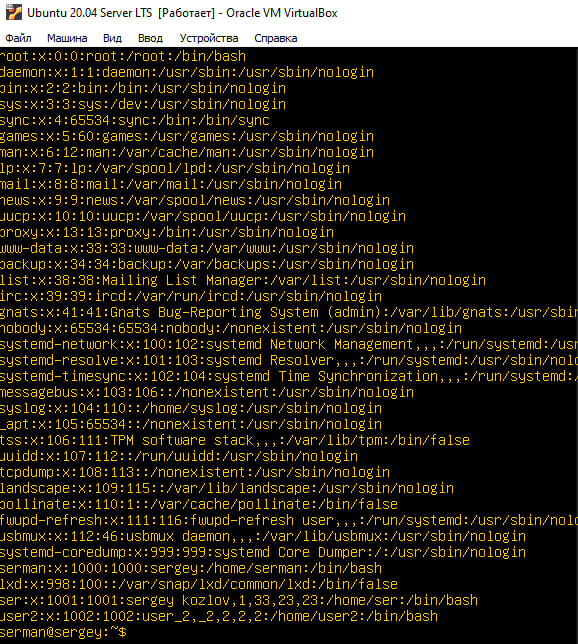 Ubuntu 20.04 Server LTS [Работает] - Oracle VM VirtualBox
Файл Машина Вид Ввод Устройства Справка
root:x:0:0:root:/root:/bin/bash
daemon:x:1:1:daemon:/usr/sbin:/usr/sbin/nologin
bin:x:2:2:bin:/bin:/usr/sbin/nologin
sys:x:3:3:sys:/dev:/usr/sbin/nologin
sync:x:4:65534:sync:/bin:/bin/sync
games:x:5:60:games:/usr/games:/usr/sbin/nologin
man:x:6:12:man:/var/cache/man:/usr/sbin/nologin
lp:x:7:7:lp:/var/spool/lpd:/usr/sbin/nologin
mail:x:8:8:mail:/var/mail:/usr/sbin/nologin
news:x:9:9:news:/var/spool/news:/usr/sbin/nologin
uucp:x:10:10:uucp:/var/spool/uucp:/usr/sbin/nologin
proxy:x:13:13:proxy:/bin:/usr/sbin/nologin
www-data:x:33:33:www-data:/var/www:/usr/sbin/nologin
backup:x:34:34:backup:/var/backups:/usr/sbin/nologin
list:x:38:38:Mailing List Manager:/var/list:/usr/sbin/nologin
irc:x:39:39:ircd:/var/run/ircd:/usr/sbin/nologin
gnats:x:41:41:Gnats Bug-Reporting System (admin):/var/lib/gnats:/usr/sbin
nobody:x:65534:65534:nobody:/nonexistent:/usr/sbin/nologin
systemd-network:x:100:102:systemd Network Management,,,:/run/systemd:/us
systemd-resolve:x:101:103:systemd Resolver,,,:/run/systemd:/usr/sbin/nol
systemd-timesync:x:102:104:systemd Time Synchronization,,,:/run/systemd:/
messagebus:x:103:106::/nonexistent:/usr/sbin/nologin
syslog:x:104:110::/home/syslog:/usr/sbin/nologin
_apt:x:105:65534::/nonexistent:/usr/sbin/nologin
tss:x:106:111:TPM software stack,,,:/var/lib/tpm:/bin/false
uuidd:x:107:112::/run/uuidd:/usr/sbin/nologin
tcpdump:x:108:113::/nonexistent:/usr/sbin/nologin
landscape:x:109:115::/var/lib/landscape:/usr/sbin/nologin
pollinate:x:110:1::/var/cache/pollinate:/bin/false
fwupd-refresh:x:111:116:fwupd-refresh user,,,:/run/systemd:/usr/sbin/nol
usbmux:x:112:46:usbmux daemon,,,:/var/lib/usbmux:/usr/sbin/nologin
systemd-coredump:x:999:999:systemd Core Dumper:/:/usr/sbin/nologin
serman:x:1000:1000:sergey:/home/serman:/bin/bash
lxd:x:998:100::/var/snap/lxd/common/lxd:/bin/false
ser:x:1001:1001:sergey kozlov,1,33,23,23:/home/ser:/bin/bash
user2:x:1002:1002:user_2,_2,2,2,2:/home/user2:/bin/bash
serman@sergey:~$